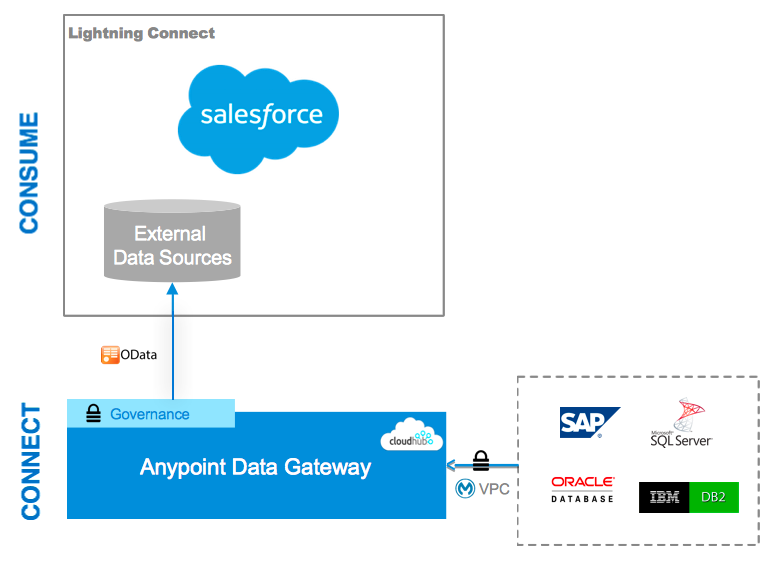 Lightning Connect
salesforce
CONSUME
External
Data Sources
OData
CONNECT
Governance
cloudhub
Anypoint Data Gateway
VPC
SAP
®
Microsoft
SQL Server
ORACLE
DATABASE
IBM
DB2